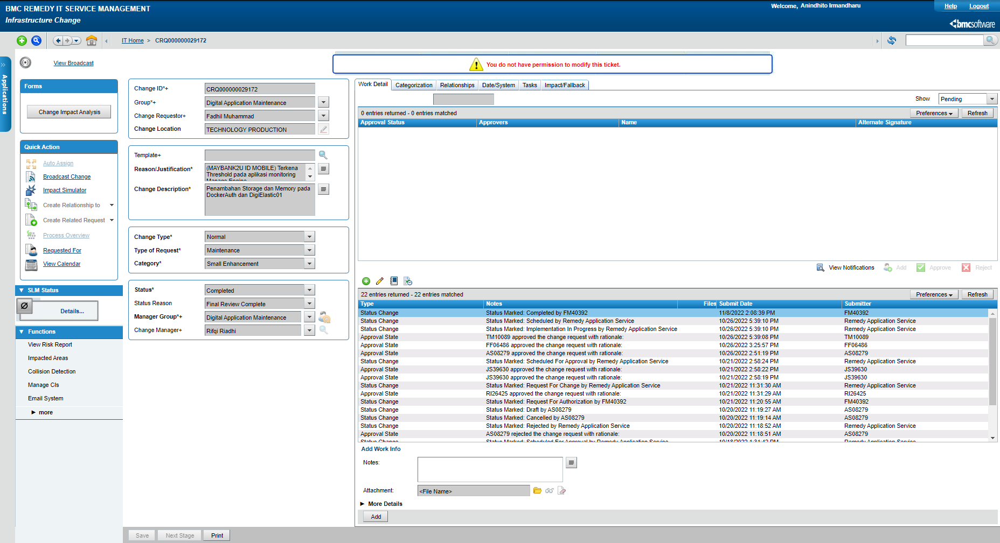 BMC REMEDY IT SERVICE MANAGEMENT
Infrastructure Change
Welcome, Anindhito Irmandharu
Help
Logout
bmcsoftware
IT Home > CRQ000000029172
Applications
View Broadcast
You do not have permission to modify this ticket.
Forms
Change Impact Analysis
Quick Action
Auto Assign
Broadcast Change
Impact Simulator
Create Relationship to
Create Related Request
Process Overview
Requested For
View Calendar
SLM Status
Details...
Functions
View Risk Report
Impacted Areas
Collision Detection
Manage CIs
Email System
more
Change ID*+ CRQ000000029172
Group*+ Digital Application Maintenance
Change Requestor+ Fadhil Muhammad
Change Location TECHNOLOGY PRODUCTION
Template+
Reason/Justification* (MAYBANK2U ID MOBILE) Terkena
Threshold pada aplikasi monitoring
Manage Engine
Change Description* Penambahan Storage dan Memory pada
DockerAuth dan DigiElastic01
Change Type* Normal
Type of Request* Maintenance
Category* Small Enhancement
Status* Completed
Status Reason Final Review Complete
Manager Group*+ Digital Application Maintenance
Change Manager+ Rifqi Riadhi
Work Detail Categorization Relationships Date/System Tasks Impact/Fallback
Show Pending
0 entries returned - 0 entries matched Preferences Refresh
Approval Status Approvers Name Alternate Signature
View Notifications Add Approve Reject
22 entries returned - 22 entries matched Preferences Refresh
Type Notes Files Submit Date Submitter
Status Change Status Marked: Completed by FM40392 11/8/2022 2:08:39 PM FM40392
Status Change Status Marked: Scheduled by Remedy Application Service 10/26/2022 5:39:10 PM Remedy Application Service
Status Change Status Marked: Implementation In Progress by Remedy Application Service 10/26/2022 5:39:10 PM Remedy Application Service
Approval State TM10089 approved the change request with rationale: 10/26/2022 5:39:08 PM TM10089
Approval State FF06486 approved the change request with rationale: 10/26/2022 3:25:57 PM FF06486
Approval State AS08279 approved the change request with rationale: 10/26/2022 2:51:19 PM AS08279
Status Change Status Marked: Scheduled For Approval by Remedy Application Service 10/21/2022 2:58:24 PM Remedy Application Service
Approval State JS39630 approved the change request with rationale: 10/21/2022 2:58:22 PM JS39630
Approval State JS39630 approved the change request with rationale: 10/21/2022 2:58:19 PM JS39630
Status Change Status Marked: Request For Change by Remedy Application Service 10/21/2022 11:31:30 AM Remedy Application Service
Approval State RI26425 approved the change request with rationale: 10/21/2022 11:31:29 AM RI26425
Status Change Status Marked: Request For Authorization by FM40392 10/21/2022 11:20:55 AM FM40392
Status Change Status Marked: Draft by AS08279 10/20/2022 11:19:27 AM AS08279
Status Change Status Marked: Cancelled by AS08279 10/20/2022 11:19:14 AM AS08279
Status Change Status Marked: Rejected by Remedy Application Service 10/20/2022 11:18:52 AM Remedy Application Service
Approval State AS08279 rejected the change request with rationale: 10/20/2022 11:18:51 AM AS08279
Status Change Status Marked: Scheduled For Approval by Remedy Application Service 10/18/2022 1:31:42 PM Remedy Application Service
Add Work Info
Notes:
Attachment: <File Name>
More Details
Add
Save Next Stage Print